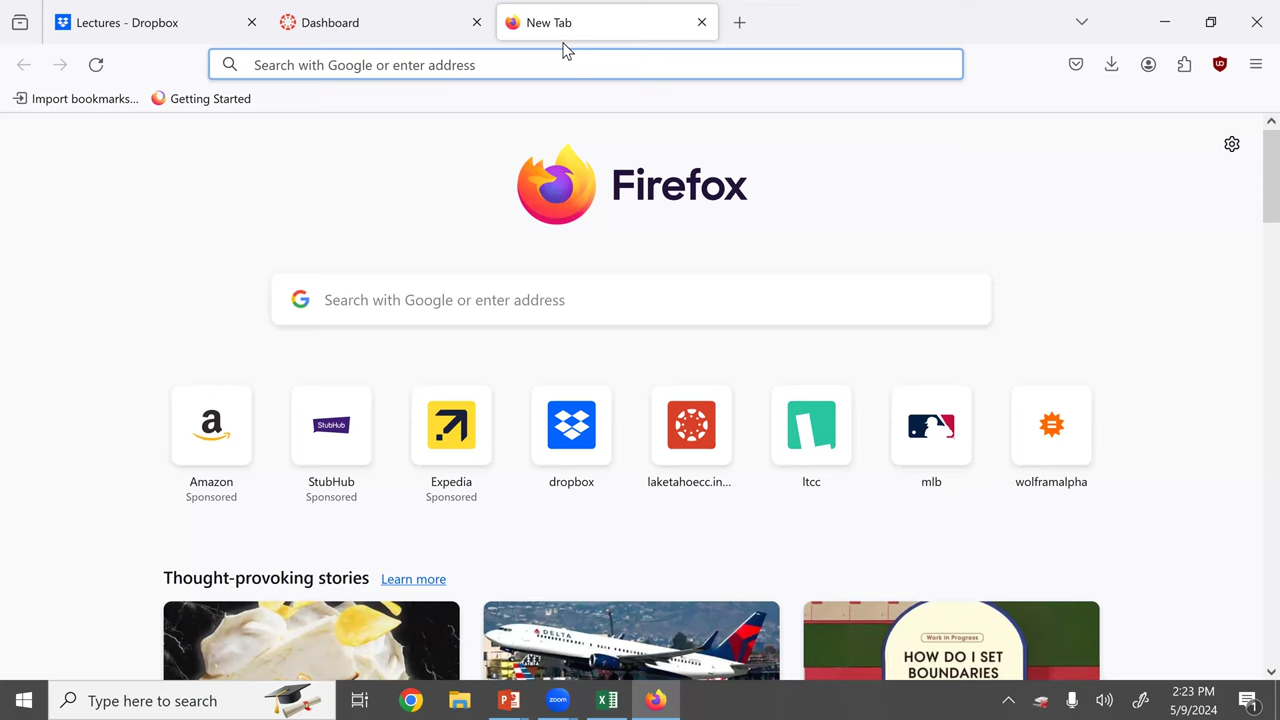 Lectures - Dropbox
Dashboard
New Tab
Search with Google or enter address
Import bookmarks...
Getting Started
Firefox
Search with Google or enter address
a
StubHub
Amazon
Sponsored
StubHub
Sponsored
Expedia
Sponsored
dropbox
laketahoecc.in...
ltcc
mlb
wolframalpha
Thought-provoking stories Learn more
DELTA
Work in Progress
HOW DO I SET
BOUNDARIES
Type here to search
zoom
2:23 PM
5/9/2024
1